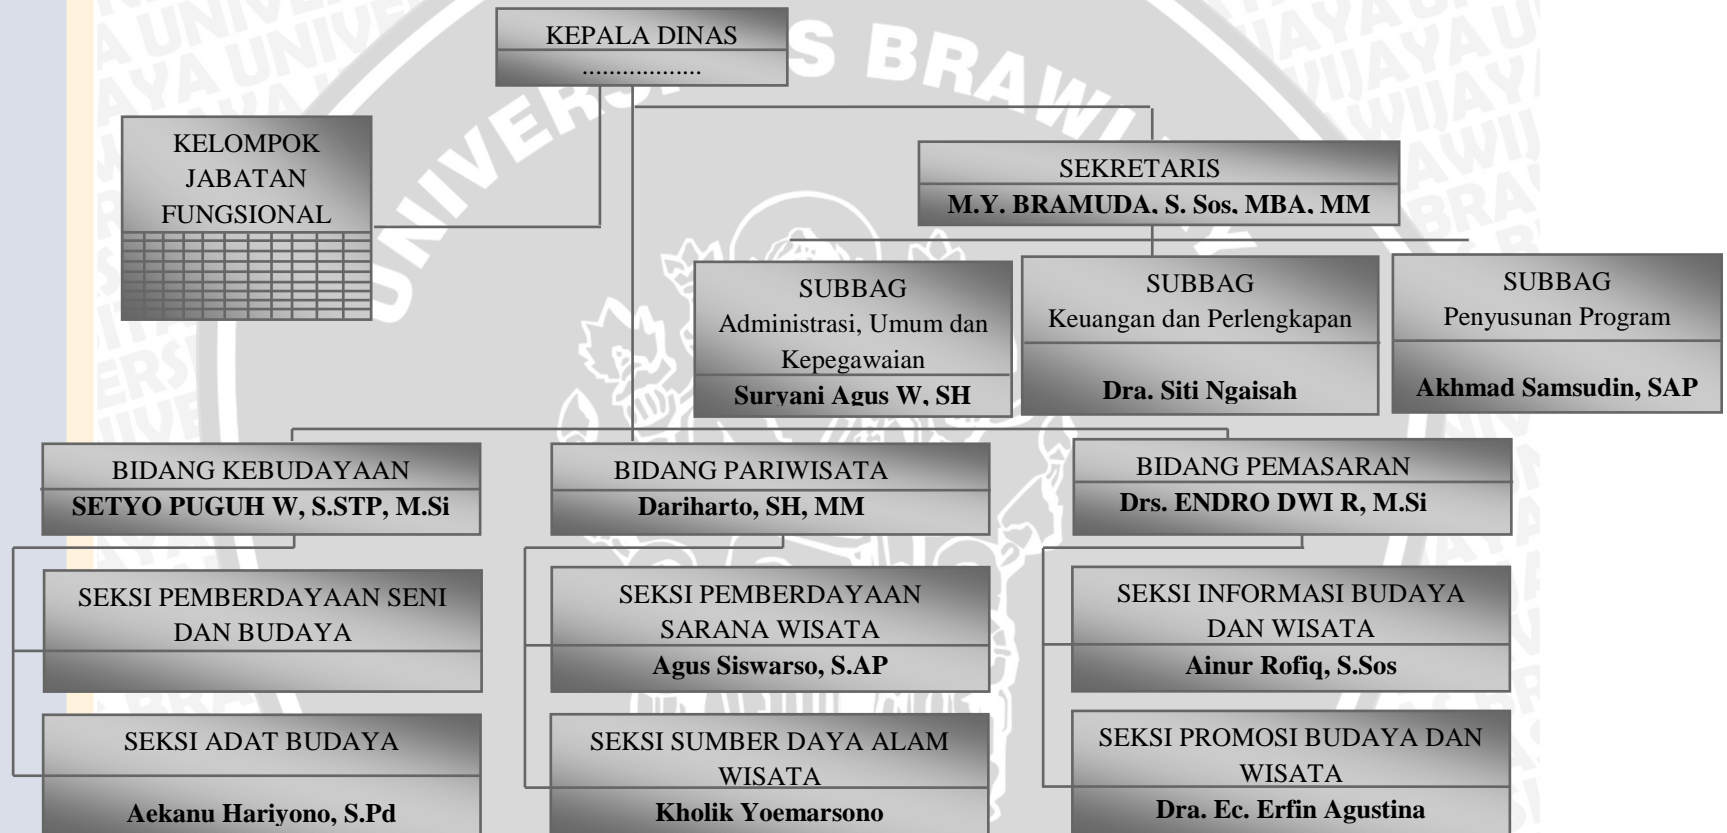 KEPALA DINAS
..................
KELOMPOK
JABATAN
FUNGSIONAL
SEKRETARIS
M.Y. BRAMUDA, S. Sos, MBA, MM
SUBBAG
Administrasi, Umum dan
Kepegawaian
Suryani Agus W, SH
SUBBAG
Keuangan dan Perlengkapan
Dra. Siti Ngaisah
SUBBAG
Penyusunan Program
Akhmad Samsudin, SAP
BIDANG KEBUDAYAAN
SETYO PUGUH W, S.STP, M.Si
BIDANG PARIWISATA
Dariharto, SH, MM
BIDANG PEMASARAN
Drs. ENDRO DWI R, M.Si
SEKSI PEMBERDAYAAN SENI
DAN BUDAYA
SEKSI PEMBERDAYAAN
SARANA WISATA
Agus Siswarso, S.AP
SEKSI INFORMASI BUDAYA
DAN WISATA
Ainur Rofiq, S.Sos
SEKSI ADAT BUDAYA
Aekanu Hariyono, S.Pd
SEKSI SUMBER DAYA ALAM
WISATA
Kholik Yoemarsono
SEKSI PROMOSI BUDAYA DAN
WISATA
Dra. Ec. Erfin Agustina